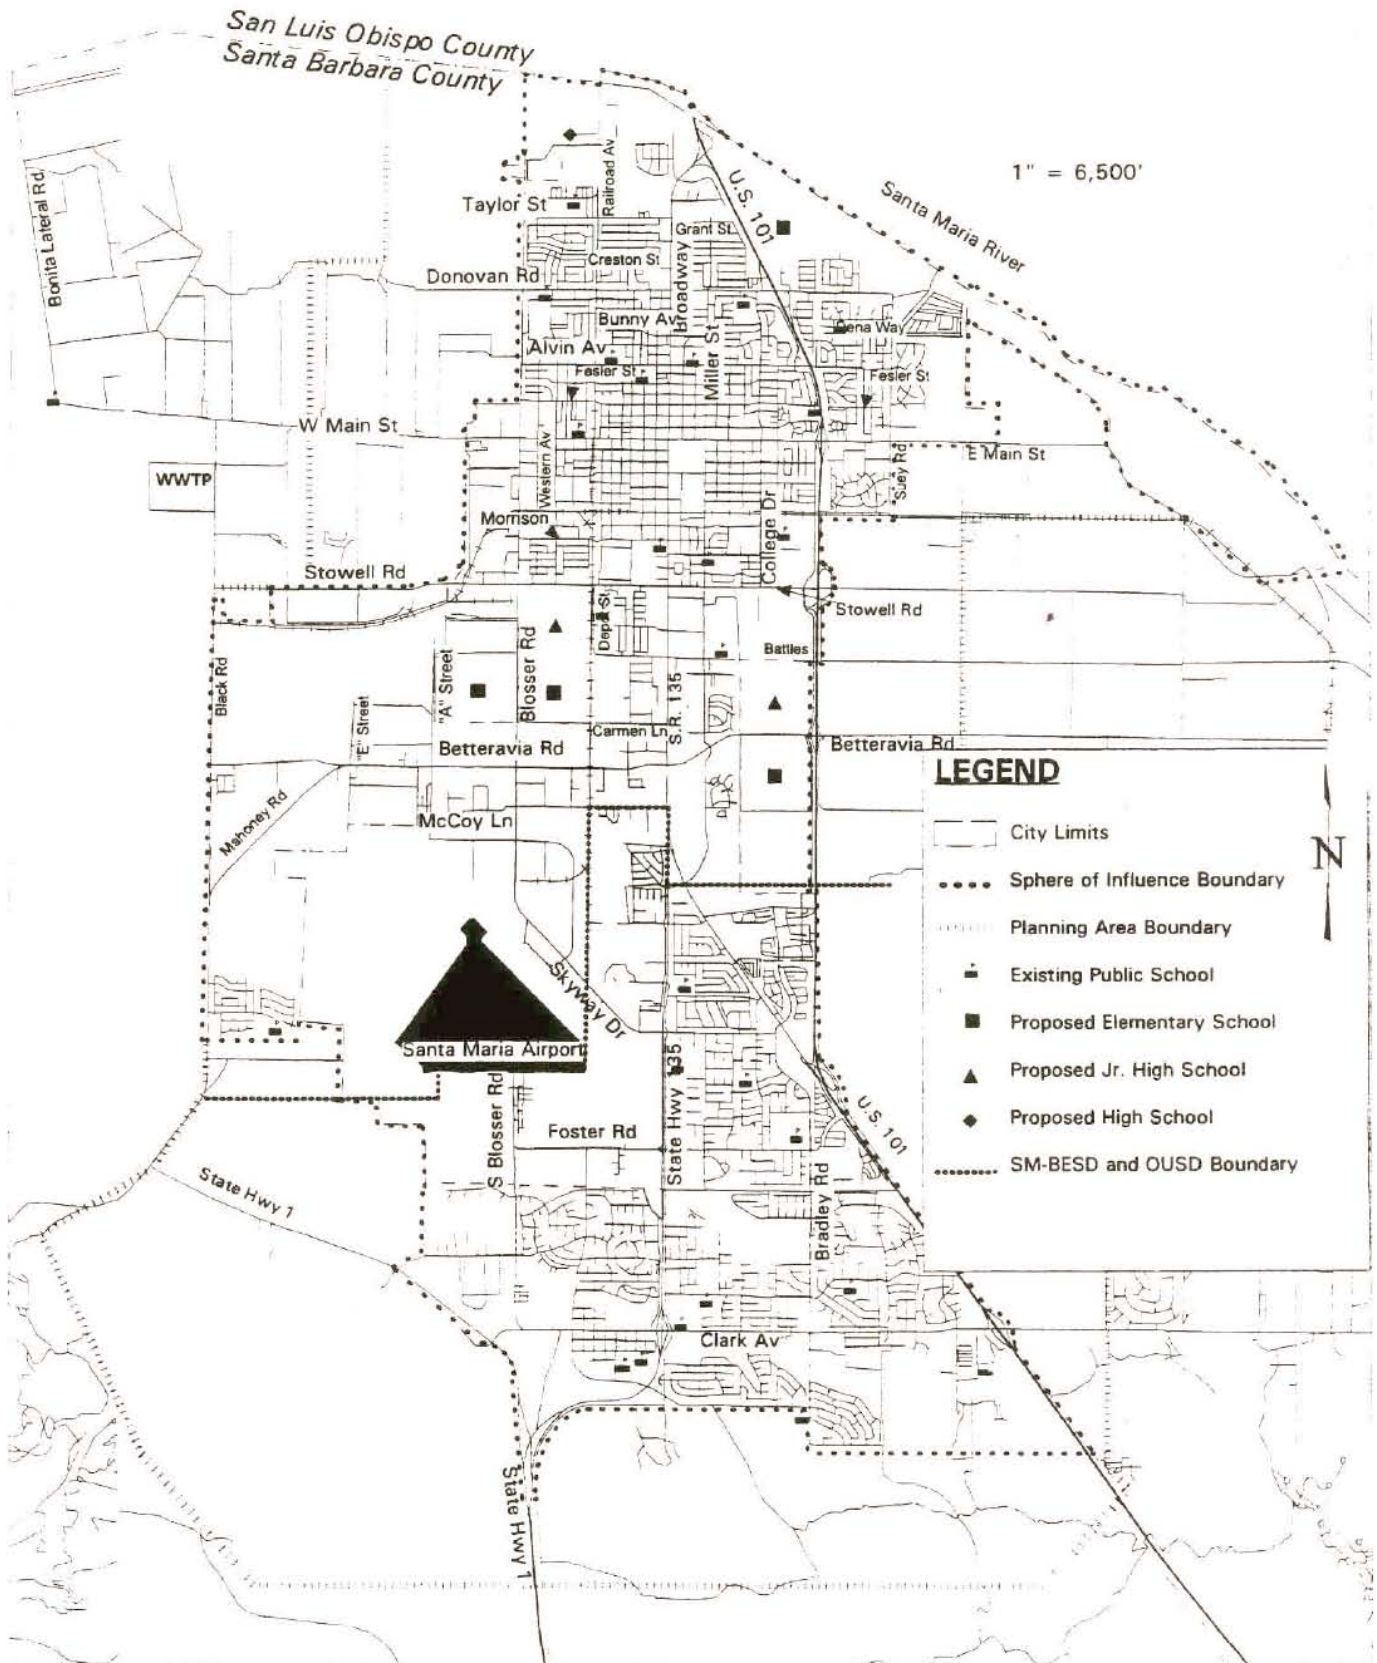 San Luis Obispo County
Santa Barbara County
1" = 6,500'
Bonita Lateral Rd.
Railroad Av
U.S. 101
Santa Maria River
Taylor St
Grant St
Broadway
Creston St
Donovan Rd
Miller St
Bunny Av
Alvin Av
Fesler St
Fesler St
W Main St
Western Av
E Main St
Suey Rd
WWTP
Morrison
College Dr
Stowell Rd
Stowell Rd
Depot St
Battles
Blosser Rd
"A" Street
Black Rd
"E" Street
S.R. 135
Carmen Ln
Betteravia Rd
Betteravia Rd
Mahoney Rd
McCoy Ln
LEGEND
City Limits
N
Sphere of Influence Boundary
Planning Area Boundary
Existing Public School
Proposed Elementary School
Proposed Jr. High School
Proposed High School
SM-BESD and OUSD Boundary
Skyway Dr
Santa Maria Airport
State Hwy 135
S Blosser Rd
Foster Rd
U.S. 101
Bradley Rd
State Hwy 1
Clark Av
State Hwy 1